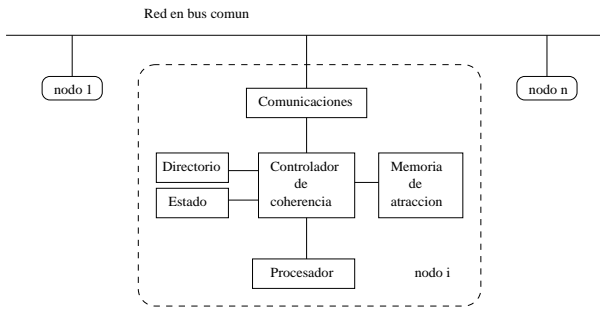 Red en bus comun
nodo 1
nodo n
Comunicaciones
Directorio
Estado
Controlador
de
coherencia
Memoria
de
atraccion
Procesador
nodo i